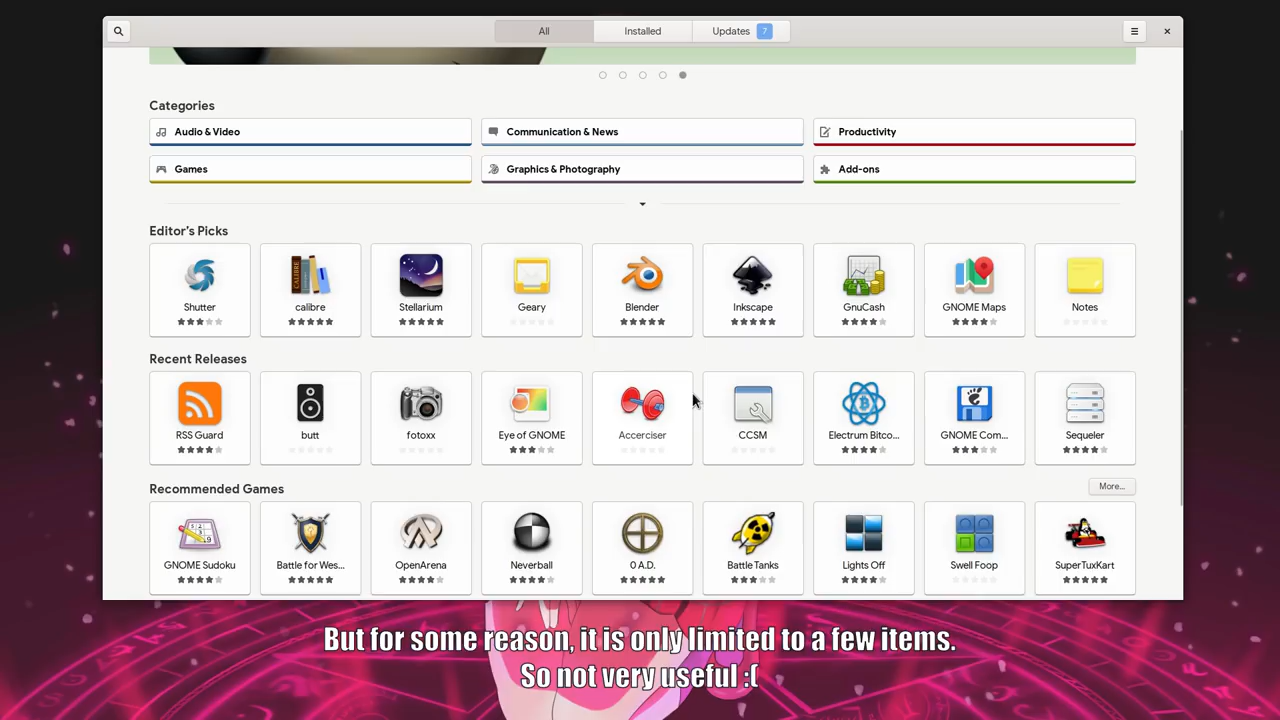 All Installed Updates 7
Categories
Audio & Video Communication & News Productivity
Games Graphics & Photography Add-ons
Editor's Picks
Shutter calibre Stellarium Geary Blender Inkscape GnuCash GNOME Maps Notes
Recent Releases
RSS Guard butt fotoxx Eye of GNOME Accerciser CCSM Electrum Bitco... GNOME Com... Sequeler
Recommended Games More...
GNOME Sudoku Battle for Wes... OpenArena Neverball 0 A.D. Battle Tanks Lights Off Swell Foop SuperTuxKart
But for some reason, it is only limited to a few items.
So not very useful :(